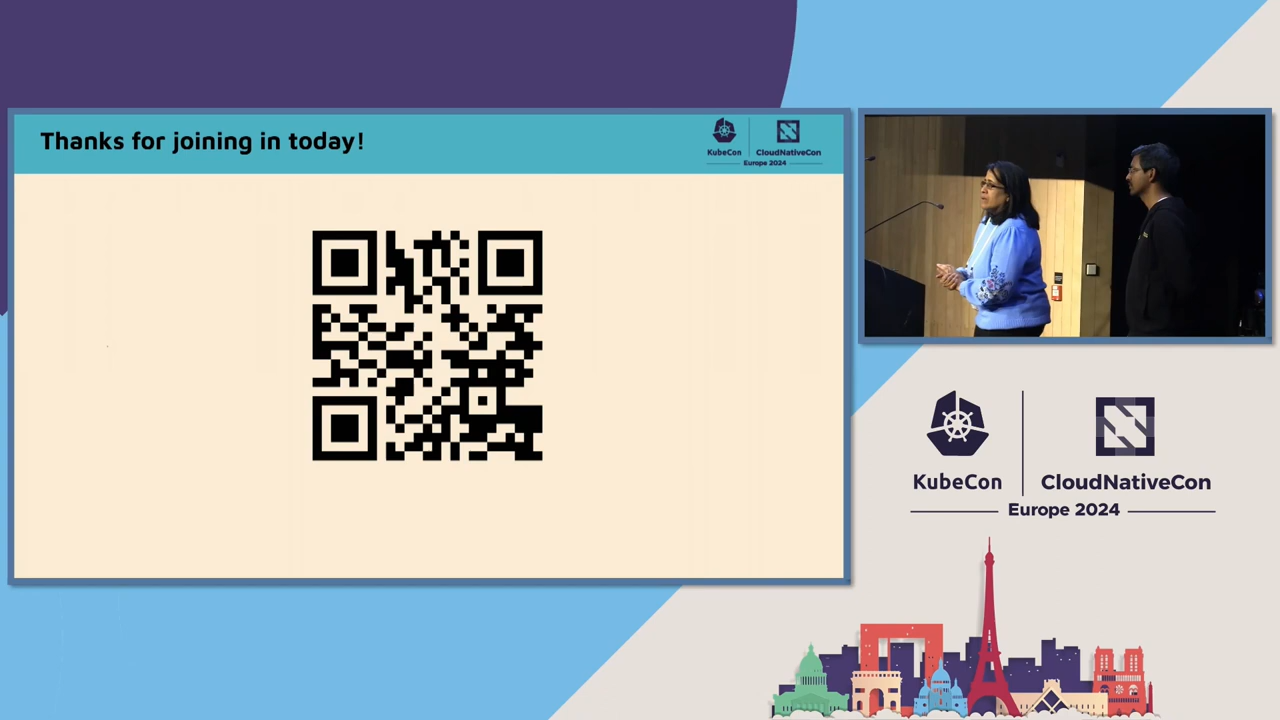 Thanks for joining in today!
KubeCon
CloudNativeCon
Europe 2024
KubeCon
CloudNativeCon
Europe 2024